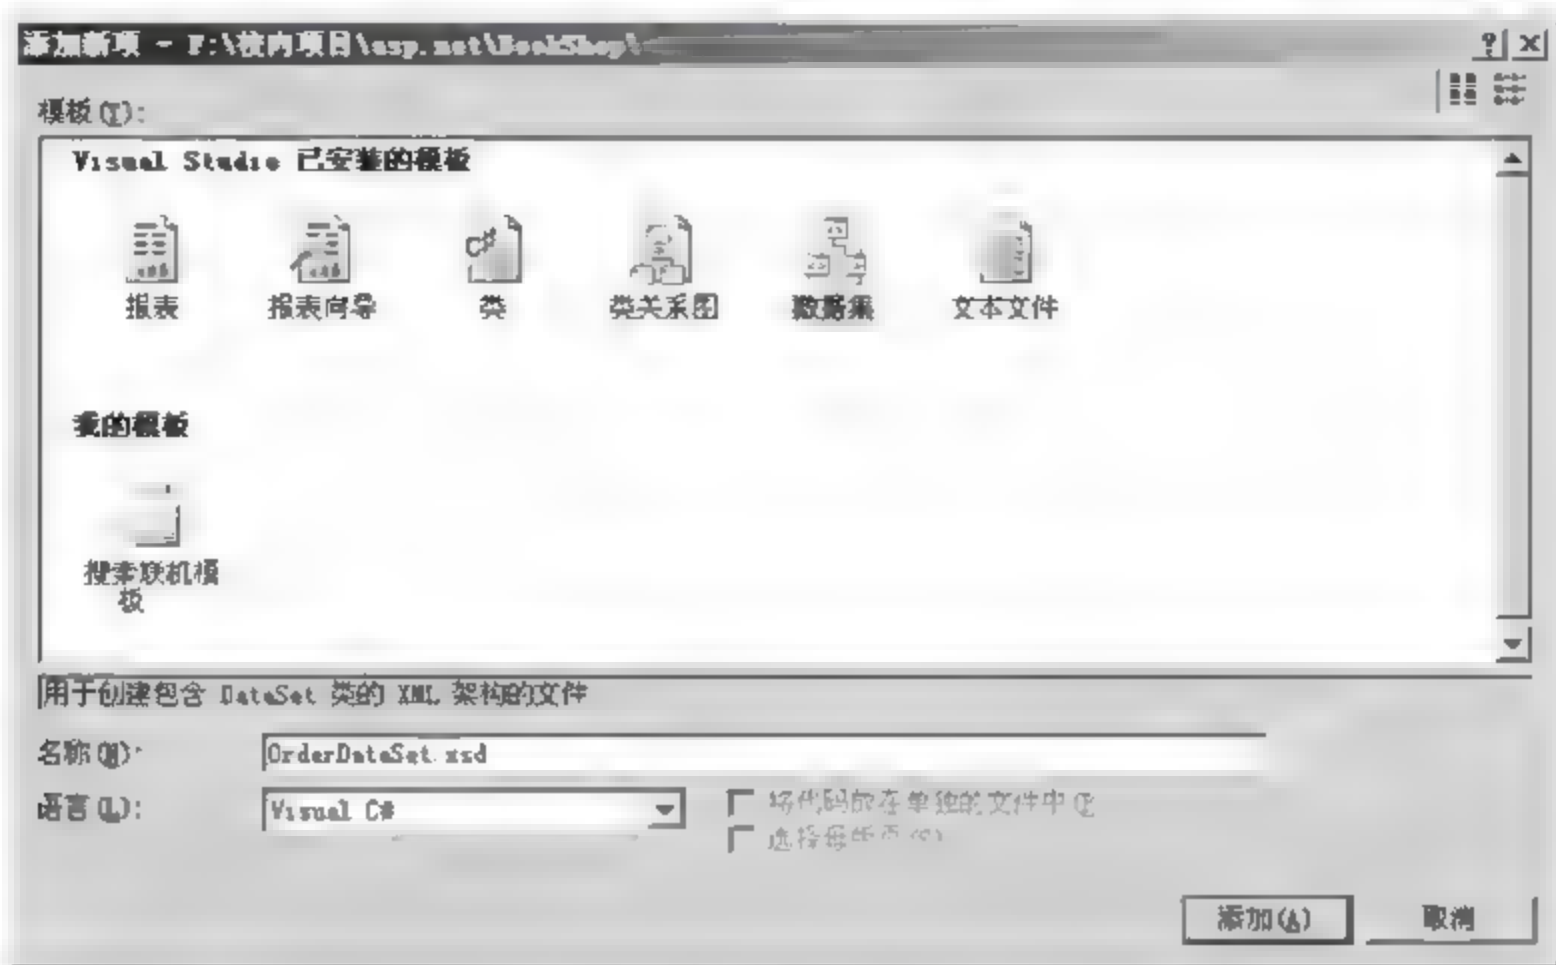 添加新项 - F:\校内项目\asp.net\BookShop\
模板(T):
Visual Studio 已安装的模板
报表 报表向导 类 类关系图 数据集 文本文件
我的模板
搜索联机模
板
用于创建包含 DataSet 类的 XML 架构的文件
名称(N):
OrderDataSet.xsd
语言(L):
Visual C#
将代码放在单独的文件中(P)
选择母版页(S)
添加(A) 取消